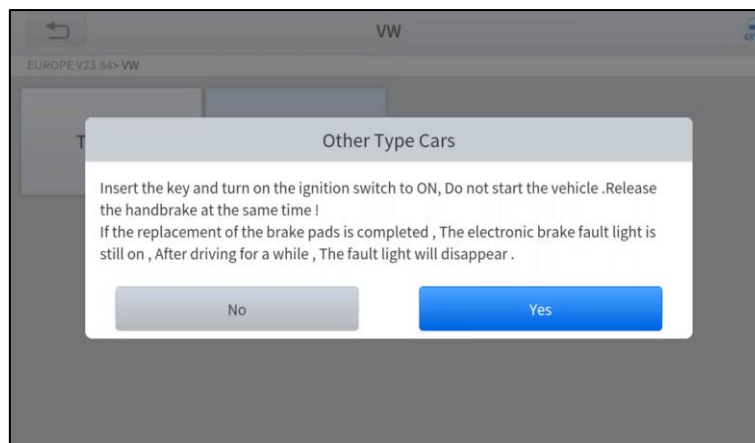 VW
EUROPE V23.84> VW
Other Type Cars
Insert the key and turn on the ignition switch to ON, Do not start the vehicle .Release
the handbrake at the same time !
If the replacement of the brake pads is completed , The electronic brake fault light is
still on , After driving for a while , The fault light will disappear .
No
Yes